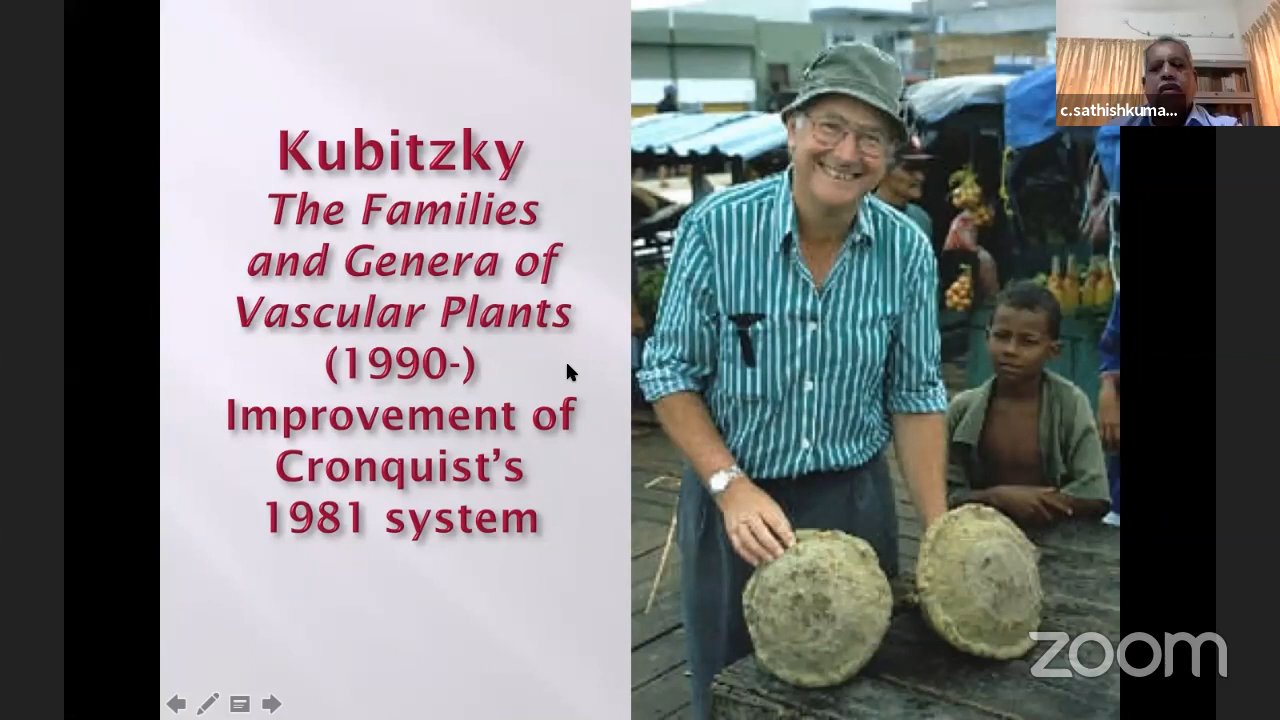 Kubitzky
The Families
and Genera of
Vascular Plants
(1990-)
Improvement of
Cronquist’s
1981 system
c.sathishkuma...
zoom